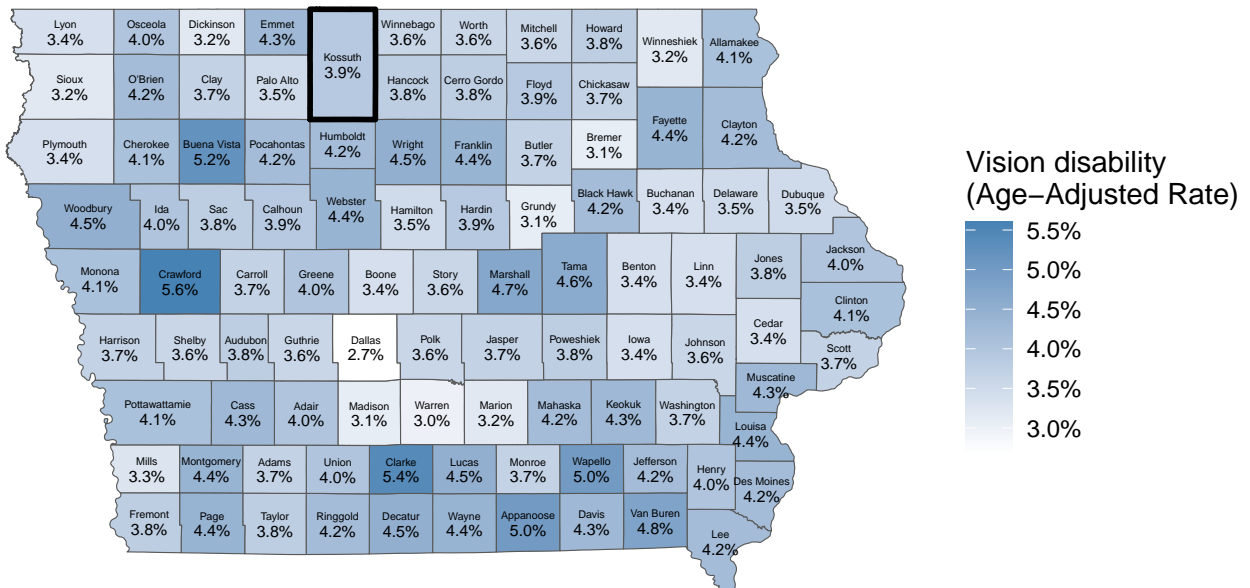 Lyon
3.4%
Osceola
4.0%
Dickinson
3.2%
Emmet
4.3%
Kossuth
3.9%
Winnebago
3.6%
Worth
3.6%
Mitchell
3.6%
Howard
3.8%
Winneshiek
3.2%
Allamakee
4.1%
Sioux
3.2%
O'Brien
4.2%
Clay
3.7%
Palo Alto
3.5%
Hancock
3.8%
Cerro Gordo
3.8%
Floyd
3.9%
Chickasaw
3.7%
Fayette
4.4%
Clayton
4.2%
Plymouth
3.4%
Cherokee
4.1%
Buena Vista
5.2%
Pocahontas
4.2%
Humboldt
4.2%
Wright
4.5%
Franklin
4.4%
Butler
3.7%
Bremer
3.1%
Woodbury
4.5%
Ida
4.0%
Sac
3.8%
Calhoun
3.9%
Webster
4.4%
Hamilton
3.5%
Hardin
3.9%
Grundy
3.1%
Black Hawk
4.2%
Buchanan
3.4%
Delaware
3.5%
Dubuque
3.5%
Monona
4.1%
Crawford
5.6%
Carroll
3.7%
Greene
4.0%
Boone
3.4%
Story
3.6%
Marshall
4.7%
Tama
4.6%
Benton
3.4%
Linn
3.4%
Jones
3.8%
Jackson
4.0%
Clinton
4.1%
Harrison
3.7%
Shelby
3.6%
Audubon
3.8%
Guthrie
3.6%
Dallas
2.7%
Polk
3.6%
Jasper
3.7%
Poweshiek
3.8%
Iowa
3.4%
Johnson
3.6%
Cedar
3.4%
Scott
3.7%
Muscatine
4.3%
Pottawattamie
4.1%
Cass
4.3%
Adair
4.0%
Madison
3.1%
Warren
3.0%
Marion
3.2%
Mahaska
4.2%
Keokuk
4.3%
Washington
3.7%
Louisa
4.4%
Mills
3.3%
Montgomery
4.4%
Adams
3.7%
Union
4.0%
Clarke
5.4%
Lucas
4.5%
Monroe
3.7%
Wapello
5.0%
Jefferson
4.2%
Henry
4.0%
Des Moines
4.2%
Fremont
3.8%
Page
4.4%
Taylor
3.8%
Ringgold
4.2%
Decatur
4.5%
Wayne
4.4%
Appanoose
5.0%
Davis
4.3%
Van Buren
4.8%
Lee
4.2%
Vision disability
(Age−Adjusted Rate)
5.5%
5.0%
4.5%
4.0%
3.5%
3.0%